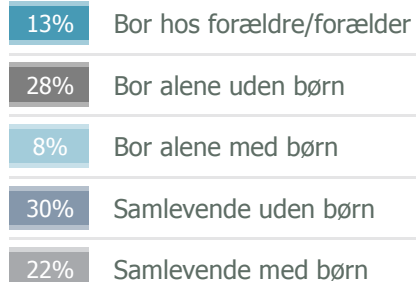 13% Bor hos forældre/forælder
28% Bor alene uden børn
8% Bor alene med børn
30% Samlevende uden børn
22% Samlevende med børn